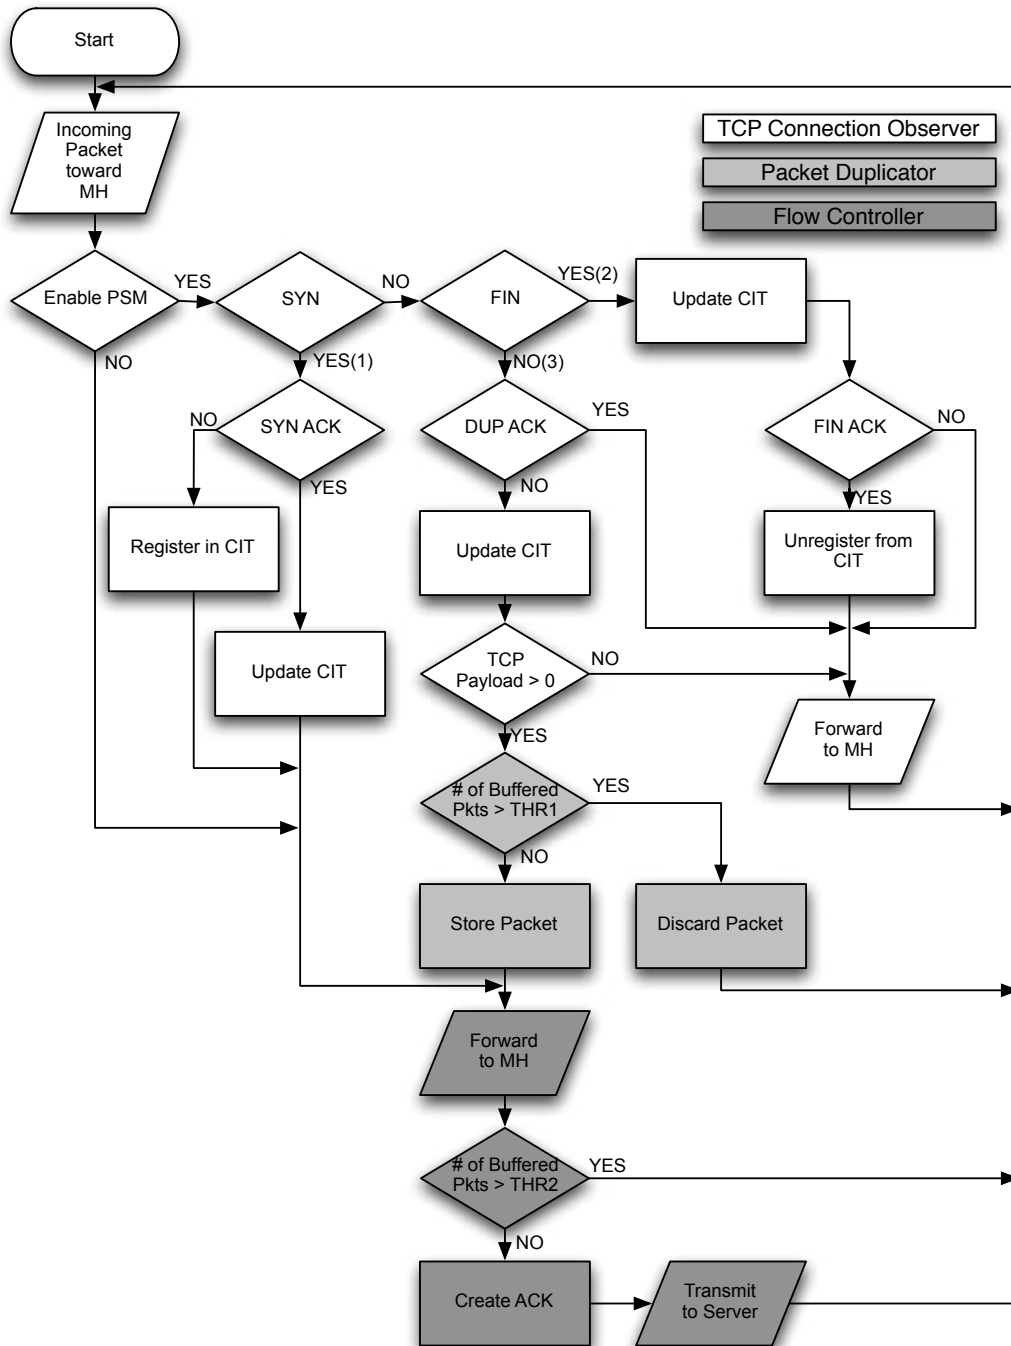 Start
Incoming
Packet
toward
MH
TCP Connection Observer
Packet Duplicator
Flow Controller
Enable PSM
YES
NO
SYN
NO
YES(1)
FIN
YES(2)
NO(3)
Update CIT
SYN ACK
NO
YES
DUP ACK
YES
NO
FIN ACK
NO
YES
Register in CIT
Update CIT
Unregister from
CIT
Update CIT
TCP
Payload > 0
NO
YES
Forward
to MH
# of Buffered
Pkts > THR1
YES
NO
Store Packet
Discard Packet
Forward
to MH
# of Buffered
Pkts > THR2
YES
NO
Create ACK
Transmit
to Server